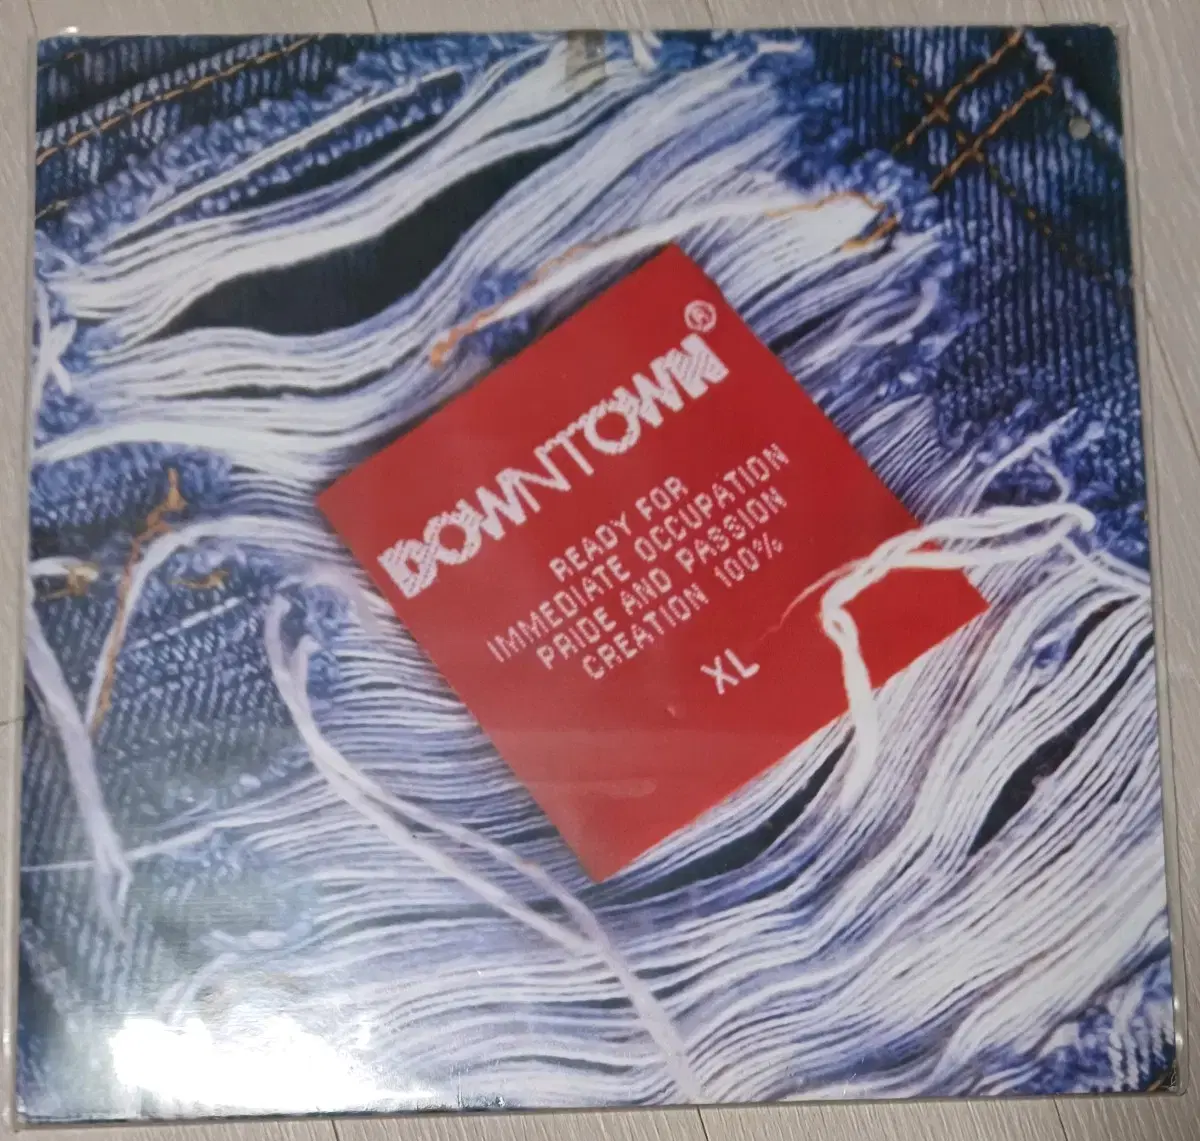 DOWNTOWN®
READY FOR
IMMEDIATE OCCUPATION
PRIDE AND PASSION
CREATION 100%
XL